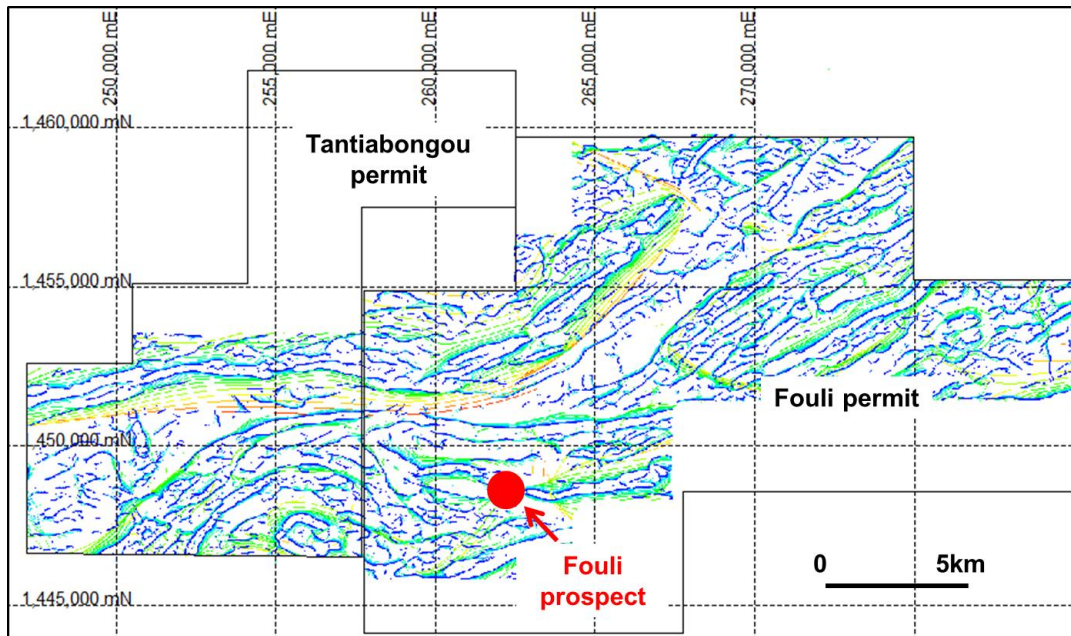 250,000 mE
255,000 mE
260,000 mE
265,000 mE
270,000 mE
1,460,000 mN
Tantiabongou
permit
1,455,000 mN
Fouli permit
1,450,000 mN
Fouli
prospect
0 5km
1,445,000 mN